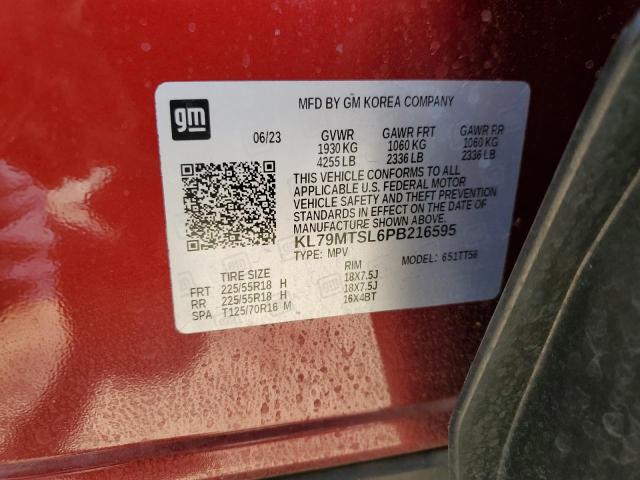 MFD BY GM KOREA COMPANY
gm
06/23 GVWR GAWR FRT GAWR RR
1930 KG 1060 KG 1060 KG
4255 LB 2336 LB 2336 LB
THIS VEHICLE CONFORMS TO ALL
APPLICABLE U.S. FEDERAL MOTOR
VEHICLE SAFETY AND THEFT PREVENTION
STANDARDS IN EFFECT ON THE DATE OF
MANUFACTURE SHOWN ABOVE.
KL79MTSL6PB216595
TYPE: MPV MODEL: 651TT56
TIRE SIZE RIM
FRT 225/55R18 H 18X7.5J
RR 225/55R18 H 18X7.5J
SPA T125/70R16 M 16X4BT